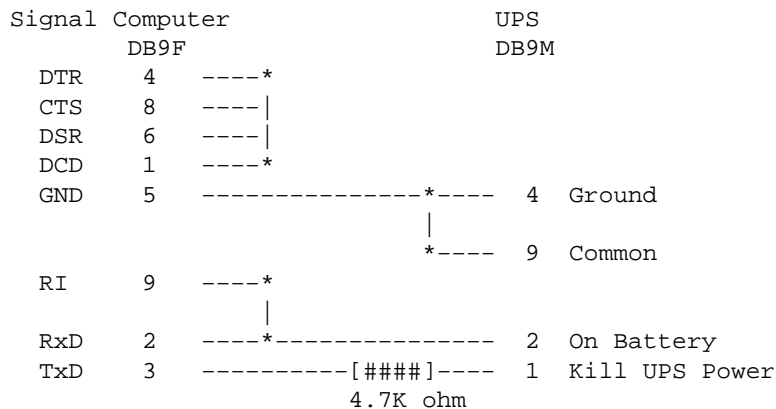 Signal Computer                         UPS
         DB9F                          DB9M
  DTR    4    ----*
  CTS    8    ----|
  DSR    6    ----|
  DCD    1    ----*
  GND    5    ---------------*----  4  Ground
                             |
                             *----  9  Common
  RI     9    ----*
                  |
  RxD    2    ----*---------------  2  On Battery
  TxD    3    ----------[####]----  1  Kill UPS Power
                       4.7K ohm